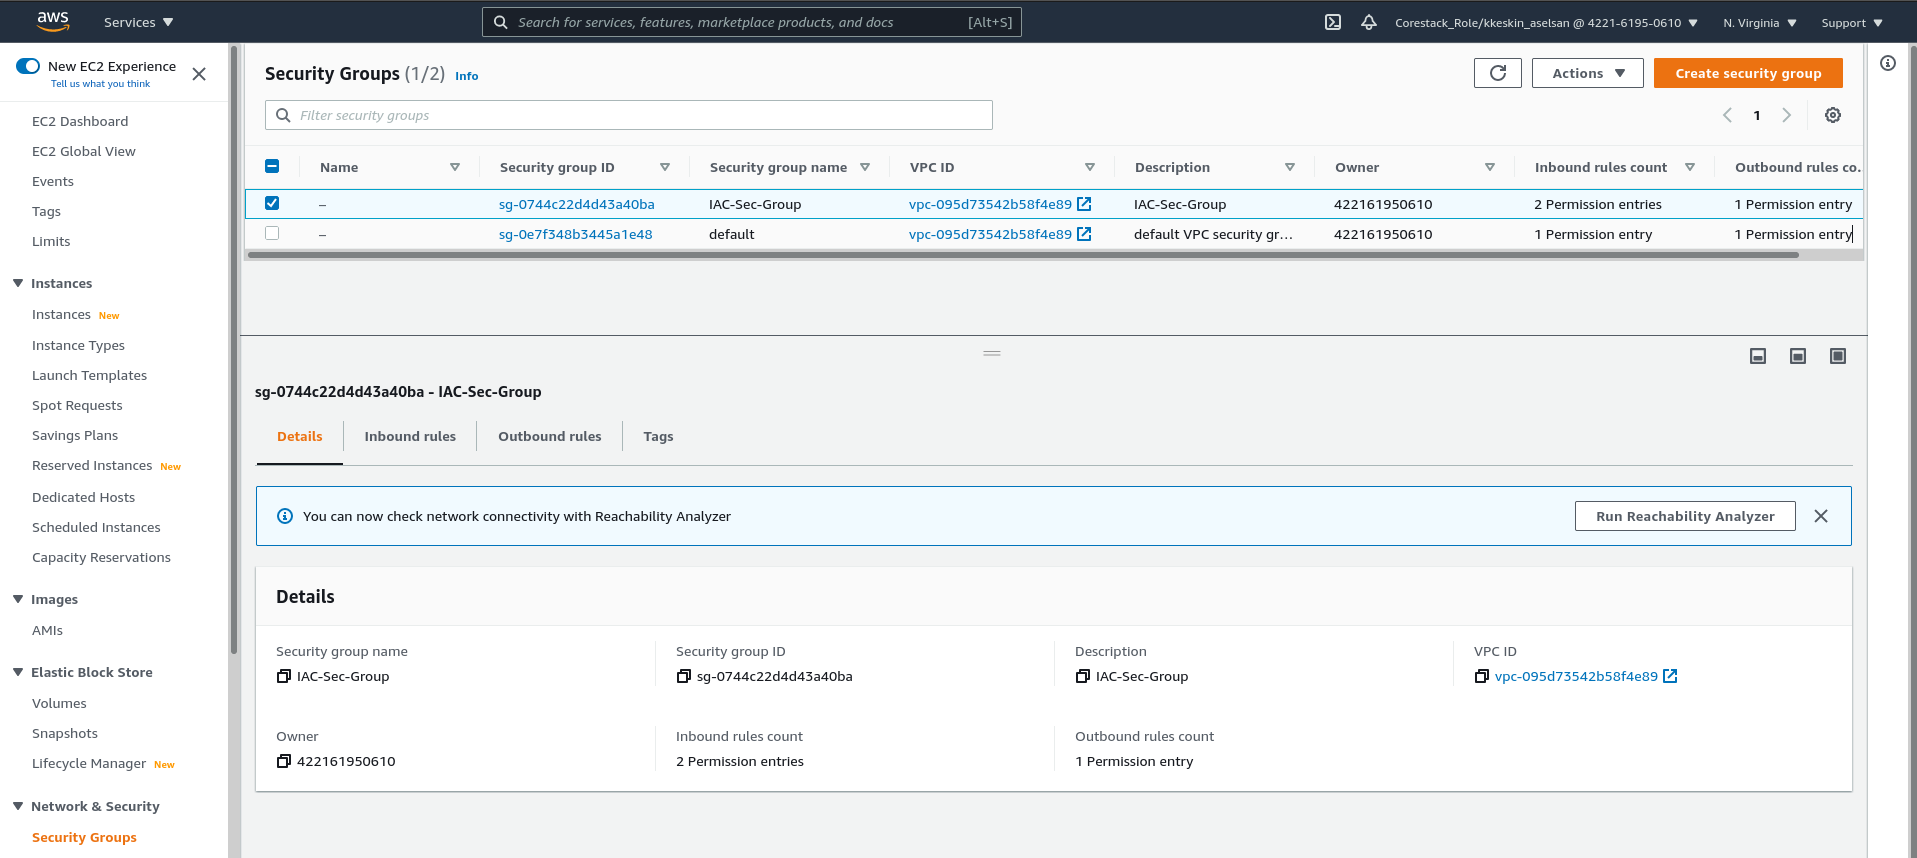 aws Services Search for services, features, marketplace products, and docs [Alt+S] Corestack_Role/kkeskin_aselsan @ 4221-6195-0610 N. Virginia Support
New EC2 Experience
Tell us what you think
EC2 Dashboard
EC2 Global View
Events
Tags
Limits
Instances
Instances New
Instance Types
Launch Templates
Spot Requests
Savings Plans
Reserved Instances New
Dedicated Hosts
Scheduled Instances
Capacity Reservations
Images
AMIs
Elastic Block Store
Volumes
Snapshots
Lifecycle Manager New
Network & Security
Security Groups
Security Groups (1/2) Info Actions Create security group
Filter security groups 1
Name Security group ID Security group name VPC ID Description Owner Inbound rules count Outbound rules co...
– sg-0744c22d4d43a40ba IAC-Sec-Group vpc-095d73542b58f4e89 IAC-Sec-Group 422161950610 2 Permission entries 1 Permission entry
– sg-0e7f348b3445a1e48 default vpc-095d73542b58f4e89 default VPC security gr... 422161950610 1 Permission entry 1 Permission entry
sg-0744c22d4d43a40ba - IAC-Sec-Group
Details Inbound rules Outbound rules Tags
You can now check network connectivity with Reachability Analyzer Run Reachability Analyzer
Details
Security group name Security group ID Description VPC ID
IAC-Sec-Group sg-0744c22d4d43a40ba IAC-Sec-Group vpc-095d73542b58f4e89
Owner Inbound rules count Outbound rules count
422161950610 2 Permission entries 1 Permission entry